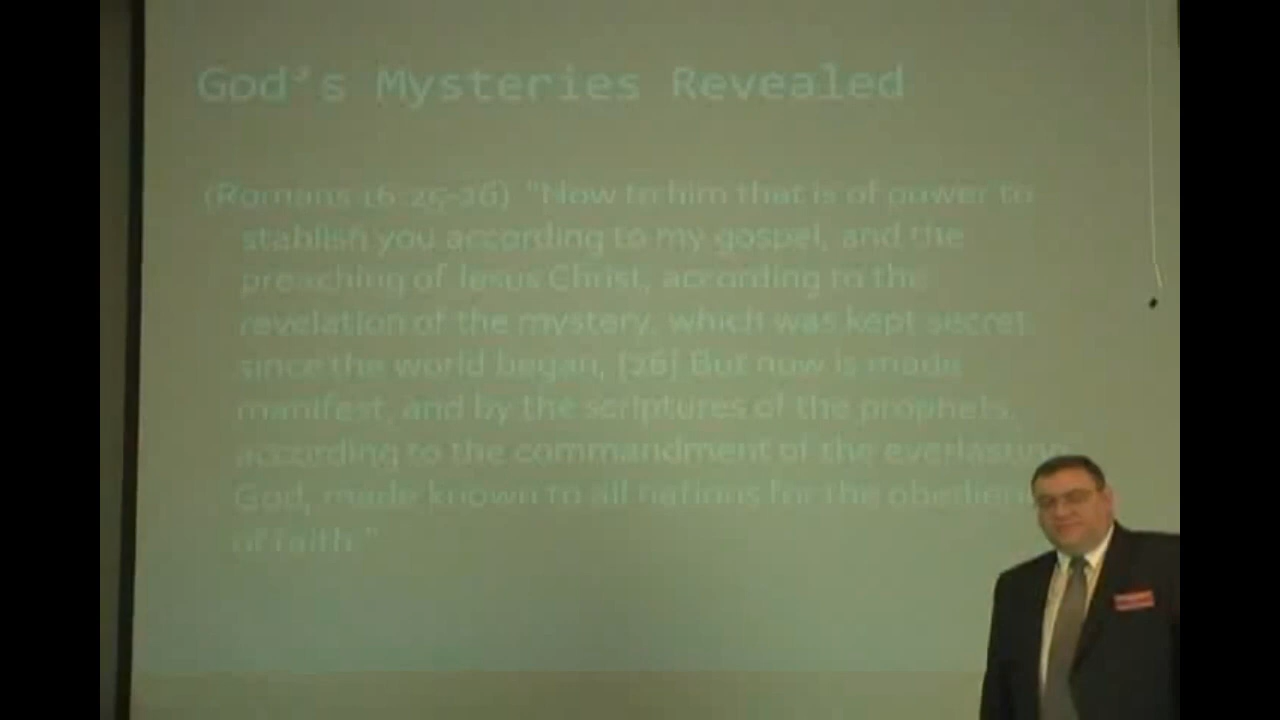 God's Mysteries Revealed
(Romans 16:25-26) "Now to him that is of power to
stablish you according to my gospel, and the
preaching of Jesus Christ, according to the
revelation of the mystery, which was kept secret
since the world began, [26] But now is made
manifest, and by the scriptures of the prophets,
according to the commandment of the everlasting
God, made known to all nations for the obedien
of faith."